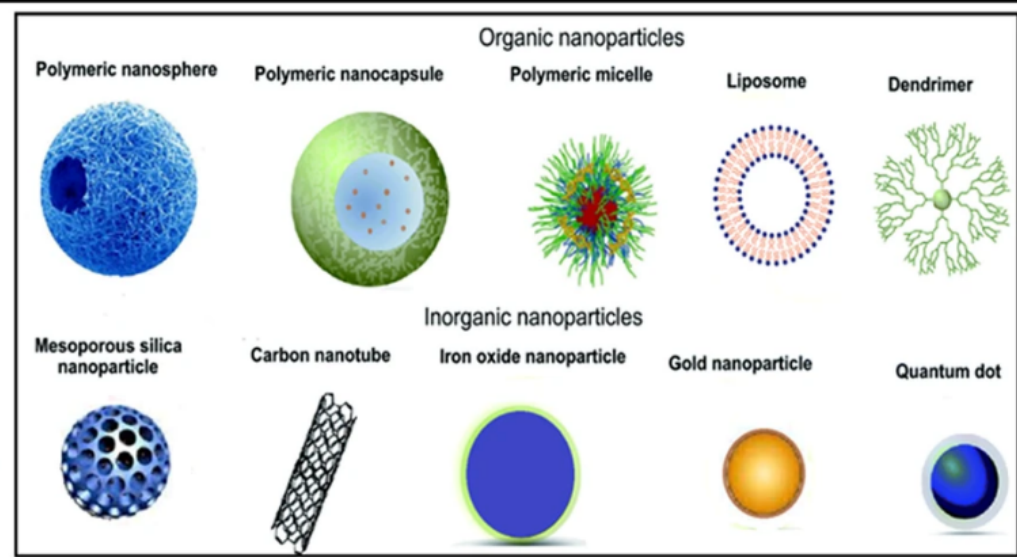 Organic nanoparticles
Polymeric nanosphere
Polymeric nanocapsule
Polymeric micelle
Liposome
Dendrimer
Inorganic nanoparticles
Mesoporous silica
nanoparticle
Carbon nanotube
Iron oxide nanoparticle
Gold nanoparticle
Quantum dot